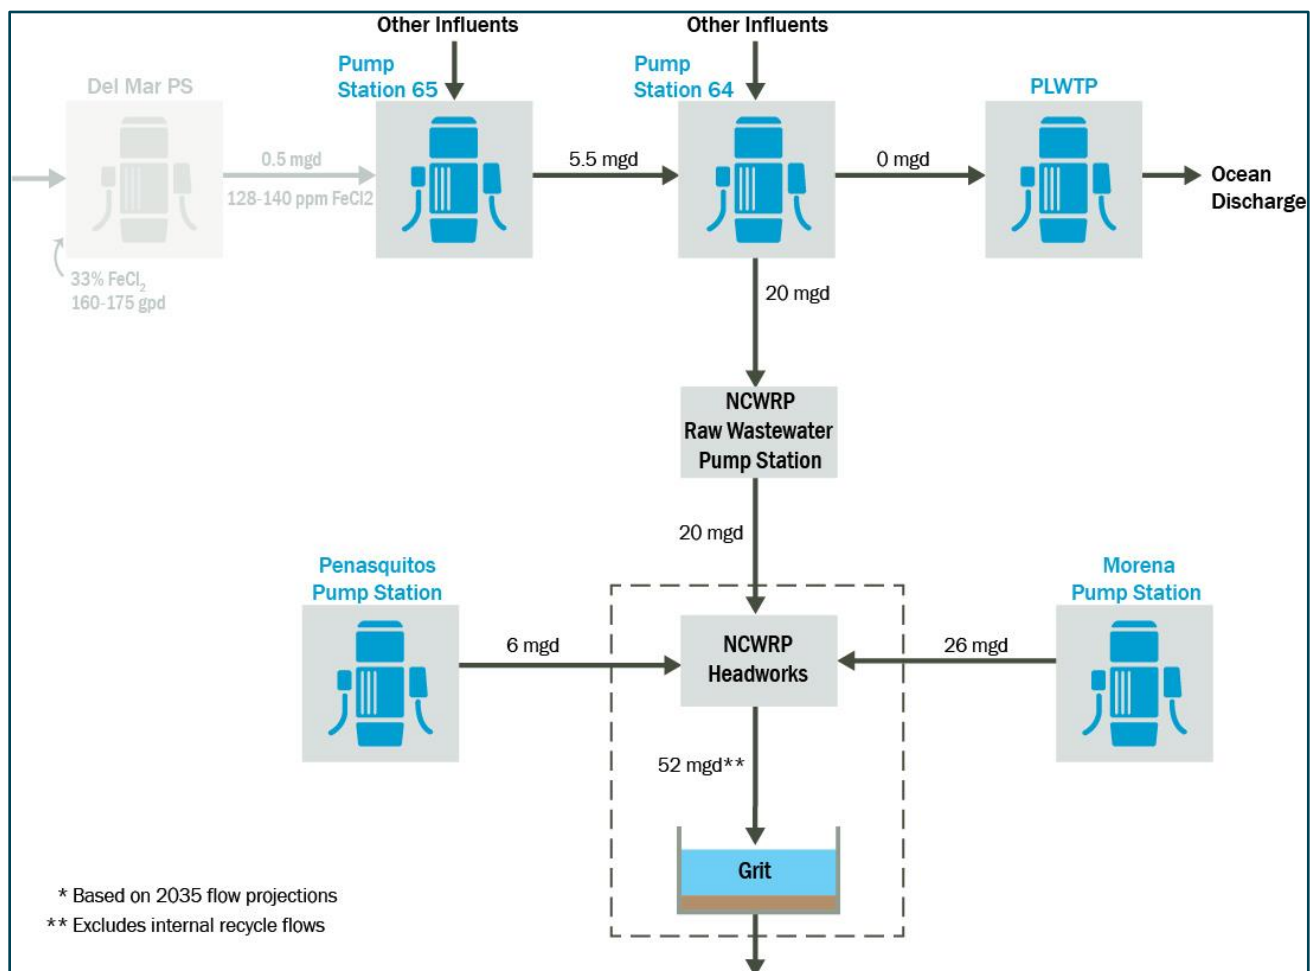 Other Influents
Other Influents
Pump
Station 65
Pump
Station 64
Del Mar PS
PLWTP
0.5 mgd
5.5 mgd
0 mgd
128-140 ppm FeCl2
Ocean
Discharge
33% FeCl₂
160-175 gpd
20 mgd
NCWRP
Raw Wastewater
Pump Station
20 mgd
Penasquitos
Pump Station
Morena
Pump Station
6 mgd
NCWRP
Headworks
26 mgd
52 mgd**
Grit
* Based on 2035 flow projections
** Excludes internal recycle flows